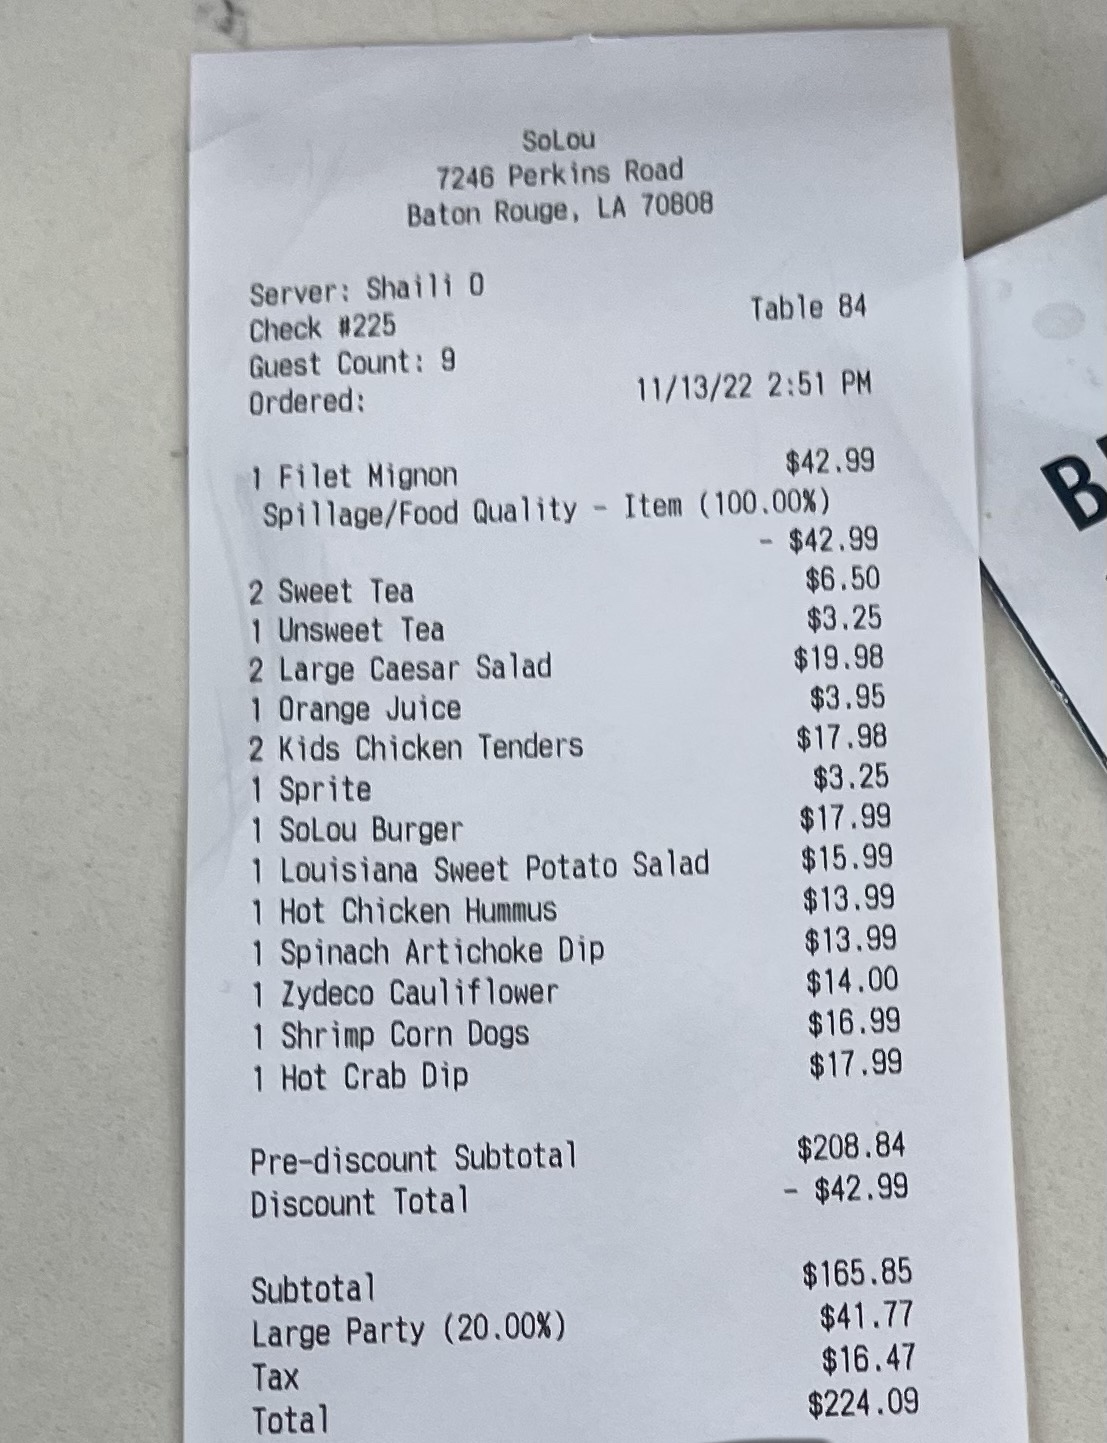 SoLou
7246 Perkins Road
Baton Rouge, LA 70808
Server: Shaili O
Table 84
Check #225
Guest Count: 9
Ordered: 11/13/22 2:51 PM
1 Filet Mignon $42.99
Spillage/Food Quality - Item (100.00%)
- $42.99
2 Sweet Tea $6.50
1 Unsweet Tea $3.25
2 Large Caesar Salad $19.98
1 Orange Juice $3.95
2 Kids Chicken Tenders $17.98
1 Sprite $3.25
1 SoLou Burger $17.99
1 Louisiana Sweet Potato Salad $15.99
1 Hot Chicken Hummus $13.99
1 Spinach Artichoke Dip $13.99
1 Zydeco Cauliflower $14.00
1 Shrimp Corn Dogs $16.99
1 Hot Crab Dip $17.99
Pre-discount Subtotal $208.84
Discount Total - $42.99
Subtotal $165.85
Large Party (20.00%) $41.77
Tax $16.47
Total $224.09